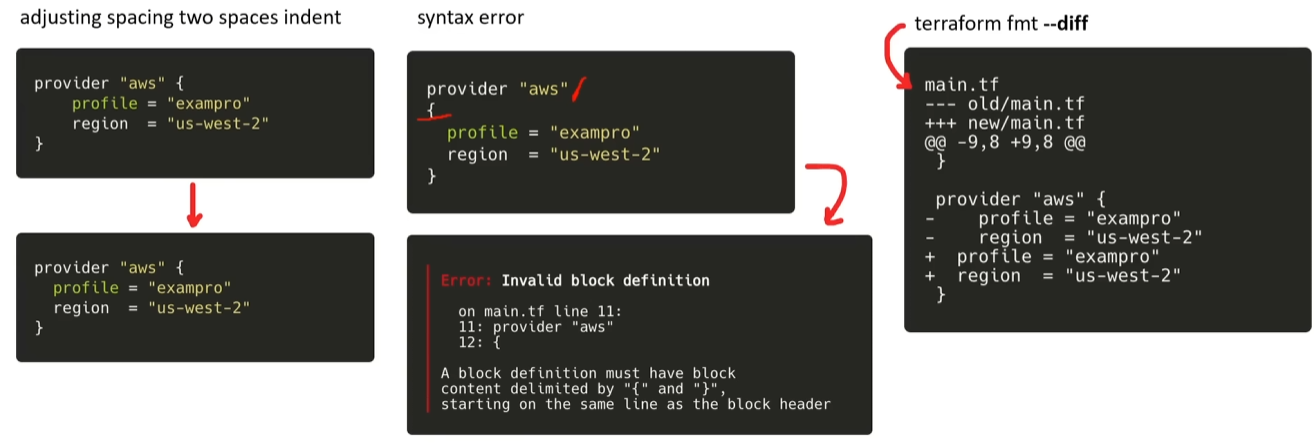 adjusting spacing two spaces indent
provider "aws" {
    profile = "exampro"
    region  = "us-west-2"
}
provider "aws" {
  profile = "exampro"
  region  = "us-west-2"
}
syntax error
provider "aws"
{
  profile = "exampro"
  region  = "us-west-2"
}
Error: Invalid block definition
  on main.tf line 11:
  11: provider "aws"
  12: {
A block definition must have block
content delimited by "{" and "}",
starting on the same line as the block header
terraform fmt --diff
main.tf
--- old/main.tf
+++ new/main.tf
@@ -9,8 +9,8 @@
 }
 provider "aws" {
-    profile = "exampro"
-    region  = "us-west-2"
+  profile = "exampro"
+  region  = "us-west-2"
 }